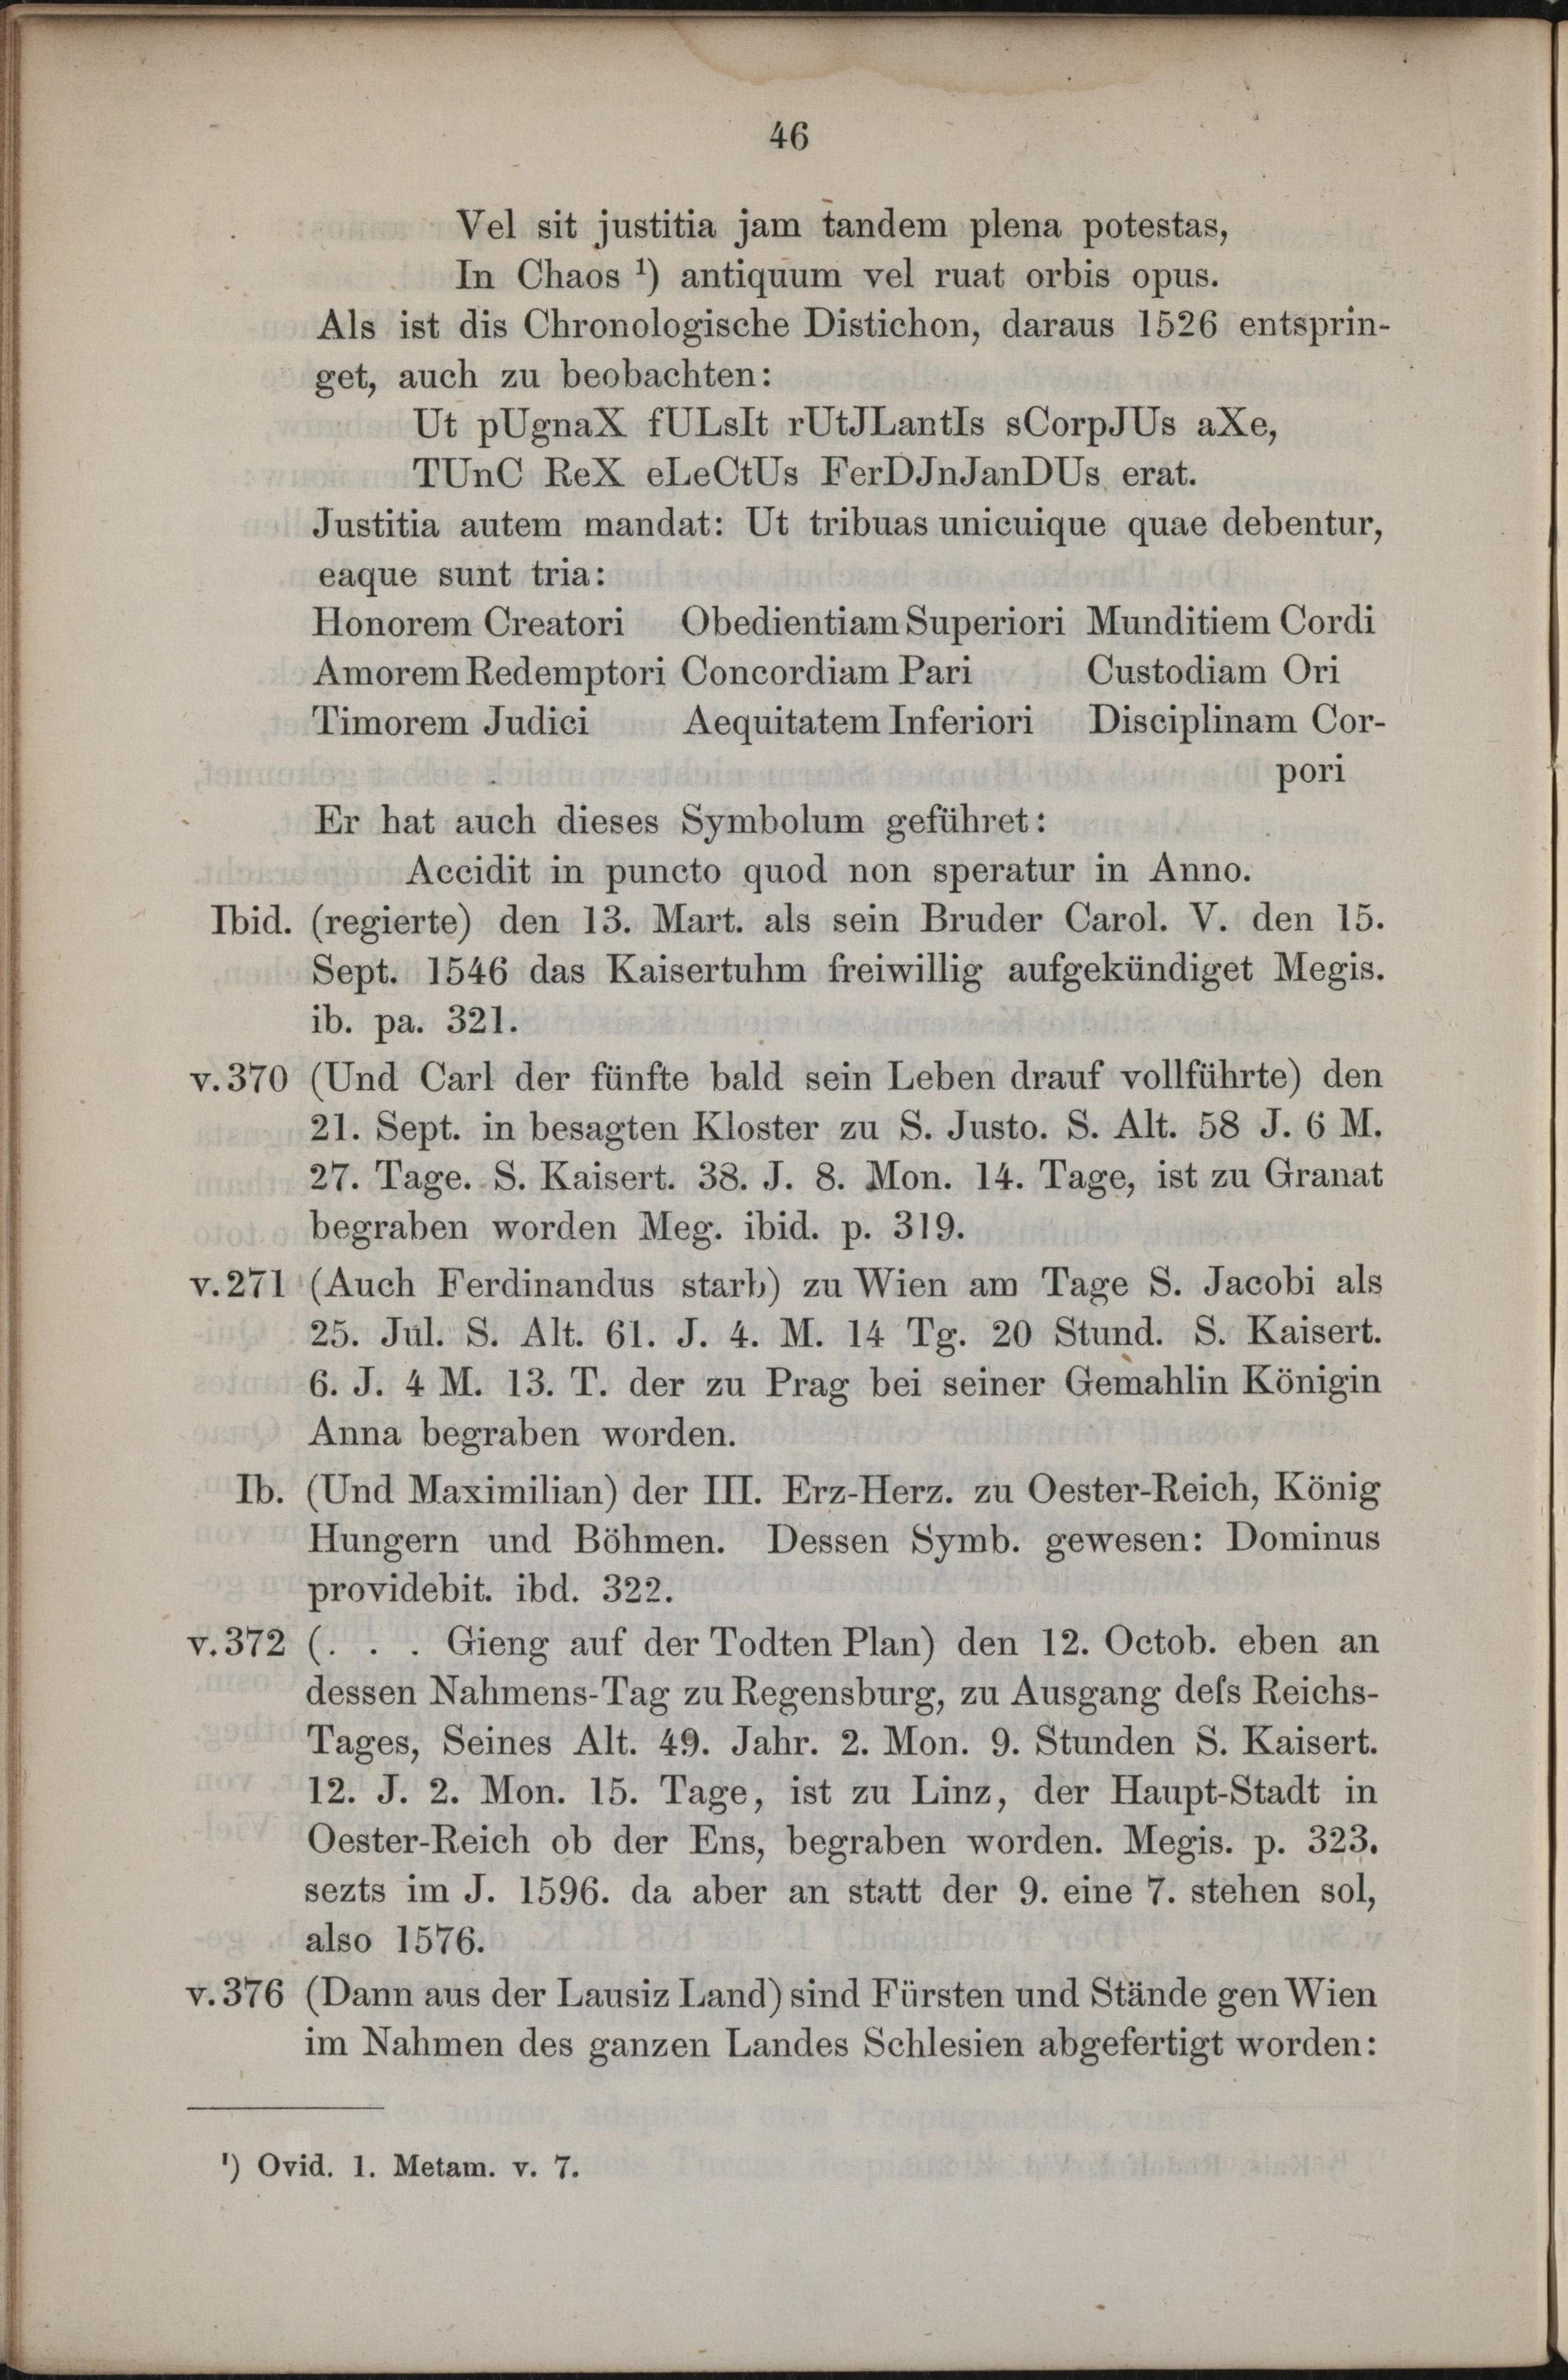 46
Vel sit justitia jam tandem plena potestas,
In Chaos ¹) antiquum vel ruat orbis opus.
Als ist dis Chronologische Distichon, daraus 1526 entsprin-
get, auch zu beobachten:
Ut pUgnaX fULsIt rUtJLantIs sCorpJUs aXe,
TUnC ReX eLeCtUs FerDJnJanDUs erat.
Justitia autem mandat: Ut tribuas unicuique quae debentur,
eaque sunt tria:
Honorem Creatori Obedientiam Superiori Munditiem Cordi
Amorem Redemptori Concordiam Pari Custodiam Ori
Timorem Judici Aequitatem Inferiori Disciplinam Cor-
pori
Er hat auch dieses Symbolum geführet:
Accidit in puncto quod non speratur in Anno.
Ibid. (regierte) den 13. Mart. als sein Bruder Carol. V. den 15.
Sept. 1546 das Kaisertuhm freiwillig aufgekündiget Megis.
ib. pa. 321.
v. 370 (Und Carl der fünfte bald sein Leben drauf vollführte) den
21. Sept. in besagten Kloster zu S. Justo. S. Alt. 58 J. 6 M.
27. Tage. S. Kaisert. 38. J. 8. Mon. 14. Tage, ist zu Granat
begraben worden Meg. ibid. p. 319.
v. 271 (Auch Ferdinandus starb) zu Wien am Tage S. Jacobi als
25. Jul. S. Alt. 61. J. 4. M. 14 Tg. 20 Stund. S. Kaisert.
6. J. 4 M. 13. T. der zu Prag bei seiner Gemahlin Königin
Anna begraben worden.
Ib. (Und Maximilian) der III. Erz-Herz. zu Oester-Reich, König
Hungern und Böhmen. Dessen Symb. gewesen: Dominus
providebit. ibd. 322.
v. 372 (. . . Gieng auf der Todten Plan) den 12. Octob. eben an
dessen Nahmens-Tag zu Regensburg, zu Ausgang deſs Reichs-
Tages, Seines Alt. 49. Jahr. 2. Mon. 9. Stunden S. Kaisert.
12. J. 2. Mon. 15. Tage, ist zu Linz, der Haupt-Stadt in
Oester-Reich ob der Ens, begraben worden. Megis. p. 323.
sezts im J. 1596. da aber an statt der 9. eine 7. stehen sol,
also 1576.
v. 376 (Dann aus der Lausiz Land) sind Fürsten und Stände gen Wien
im Nahmen des ganzen Landes Schlesien abgefertigt worden:
¹) Ovid. 1. Metam. v. 7.